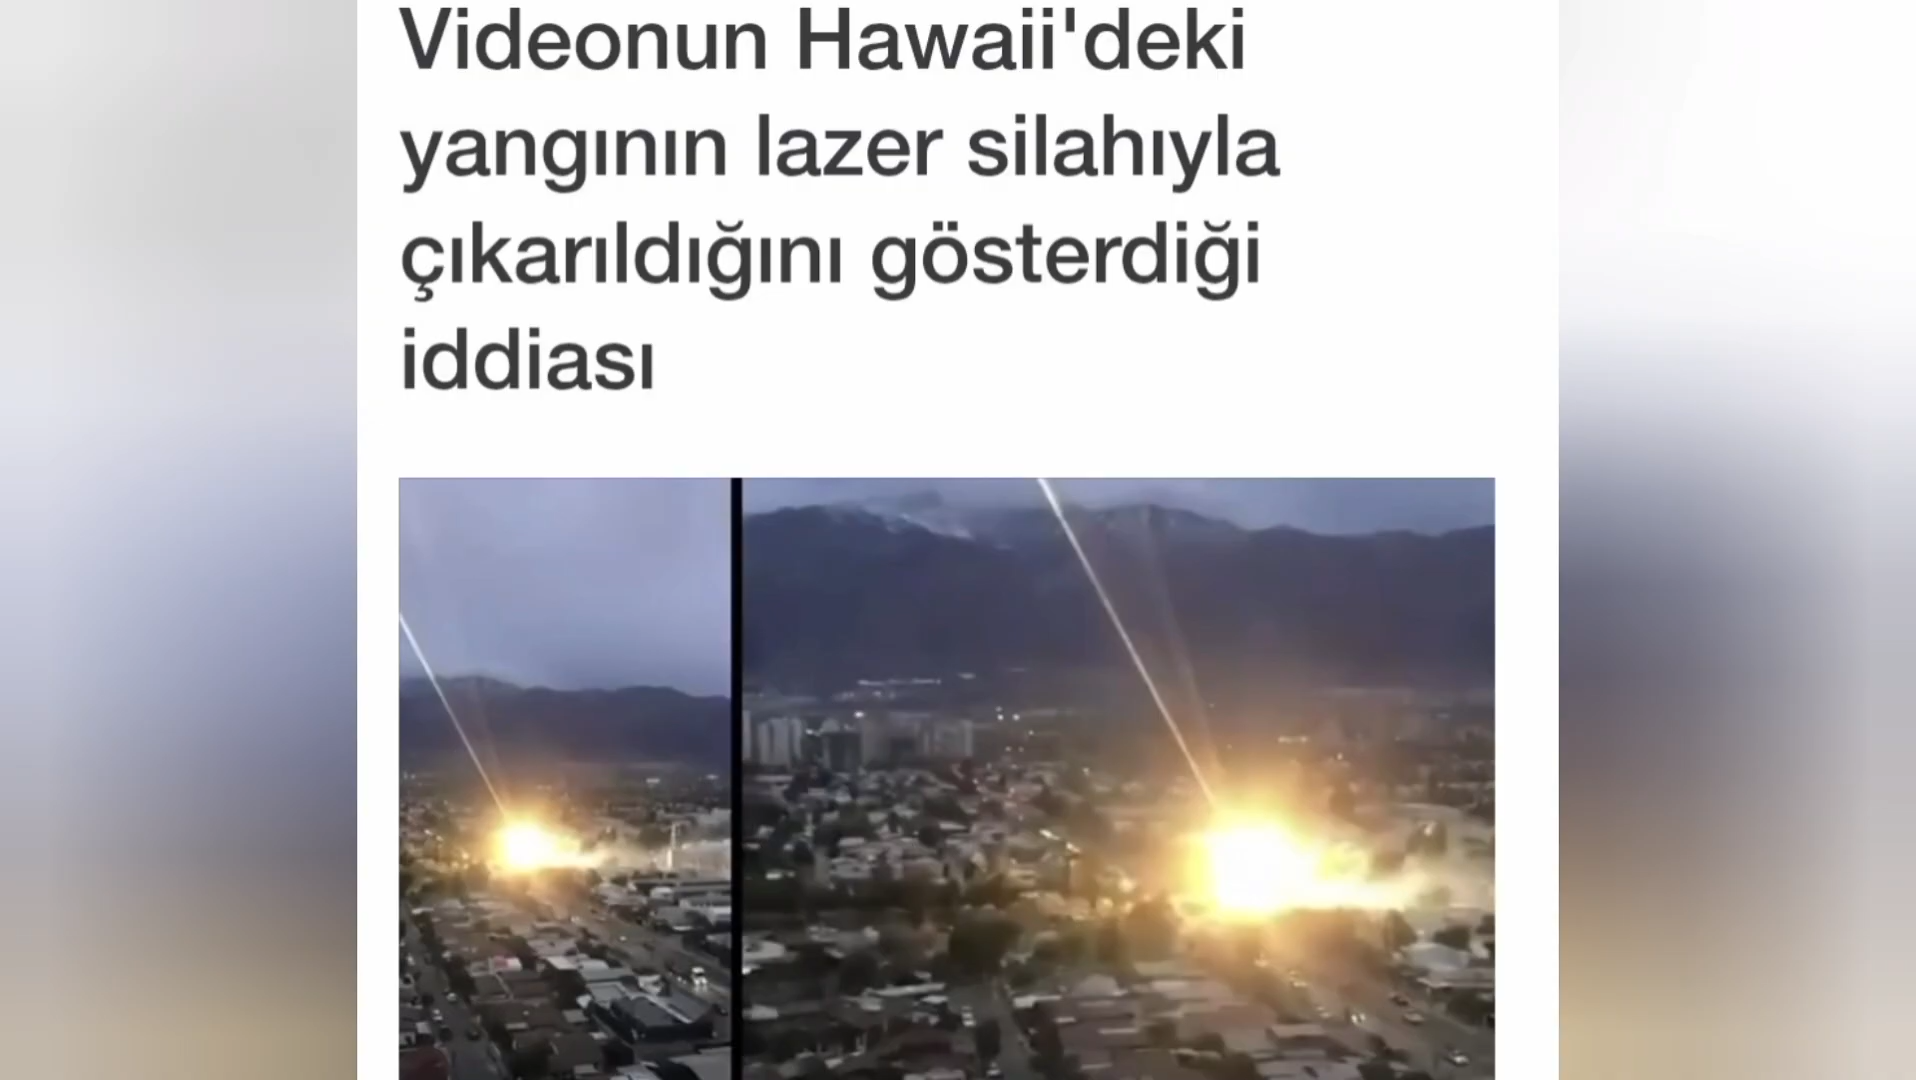 Videonun Hawaii'deki
yangının lazer silahıyla
çıkarıldığını gösterdiği
iddiası